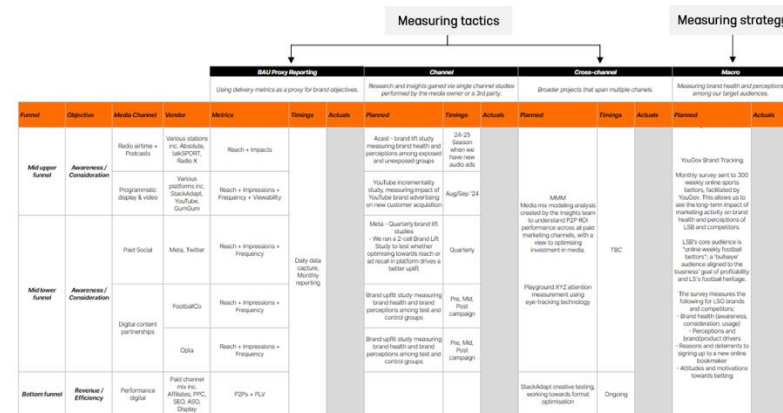 Measuring tactics
Measuring strategy
BAU Proxy Reporting
Channel
Cross-channel
Macro
Using delivery metrics as a proxy for brand objectives.
Research and insights gained via single channel studies
performed by the media owner or a 3rd party.
Broader projects that span multiple chanels.
Measuring brand health and perceptions
among our target audiences.
Funnel
Objective
Media Channel
Vendor
Metrics
Timings
Actuals
Planned
Timings
Actuals
Planned
Timings
Actuals
Planned
Actuals
Mid upper
funnel
Awareness /
Consideration
Radio airtime +
Podcasts
Various stations
inc. Absolute,
talkSPORT,
Radio X
Reach + Impacts
Acast - brand lift study
measuring brand health and
perceptions among exposed
and unexposed groups
24-25
Season
when we
have new
audio ads
Programmatic
display & video
Various
platforms inc.
StackAdapt,
YouTube,
GumGum
Reach + Impressions +
Frequency + Viewability
YouTube incrementality
study, measuring impact of
YouTube brand advertising
on new customer acquisition
Aug/Sep '24
Mid lower
funnel
Awareness /
Consideration
Paid Social
Meta, Twitter
Reach + Impressions +
Frequency
Meta - Quarterly brand lift
studies
- We ran a 2-cell Brand Lift
Study to test whether
optimising towards reach or
ad recall in platform drives a
better uplift
Quarterly
Digital content
partnerships
FootballCo
Reach + Impressions +
Frequency
Brand uplift study measuring
brand health and brand
perceptions among test and
control groups
Pre, Mid,
Post
campaign
Opta
Reach + Impressions +
Frequency
Brand uplift study measuring
brand health and brand
perceptions among test and
control groups
Pre, Mid,
Post
campaign
Daily data
capture,
Monthly
reporting
MMM
Media mix modeling analysis
created by the Insights team
to understand P2P ROI
performance across all paid
marketing channels, with a
view to optimising
investment in media.
Playground XYZ attention
measurement using
eye-tracking technology
TBC
YouGov Brand Tracking
Monthly survey sent to 300
weekly online sports
bettors, facilitated by
YouGov. This allows us to
see the long-term impact of
marketing activity on brand
health and perceptions of
LSB and competitors.
LSB's core audience is
"online weekly football
bettors"; a 'bullseye'
audience aligned to the
business' goal of profitability
and LS's football heritage.
The survey measures the
following for LSG brands
and competitors:
- Brand health (awareness,
consideration, usage)
- Perceptions and
brand/product drivers
- Reasons and deterrents to
signing up to a new online
bookmaker
- Attitudes and motivations
towards betting
Bottom funnel
Revenue /
Efficiency
Performance
digital
Paid channel
mix inc.
Affiliates, PPC,
SEO, ASO,
Display
P2Ps + PLV
StackAdapt creative testing,
working towards format
optimisation
Ongoing